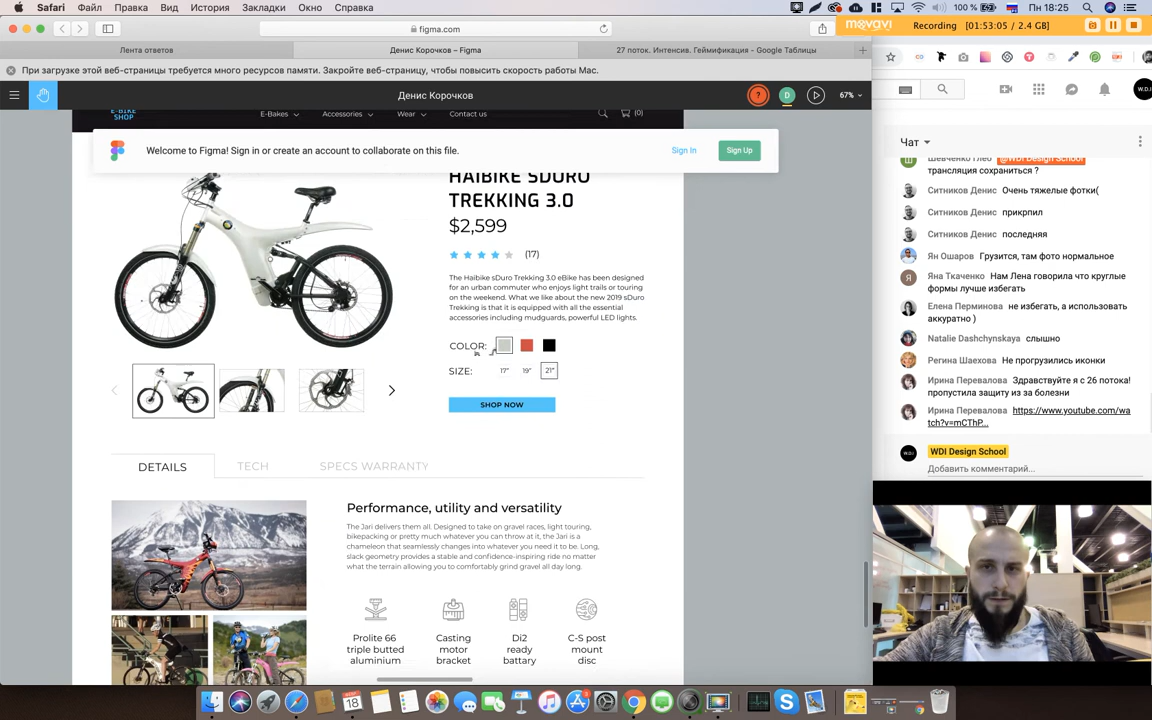 Safari Файл Правка Вид История Закладки Окно Справка
100 % Пн 18:25
figma.com
movavi Recording [01:53:05 / 2.4 GB]
Лента ответов
Денис Корочков – Figma
27 поток. Интенсив. Геймификация - Google Таблицы
При загрузке этой веб-страницы требуется много ресурсов памяти. Закройте веб-страницу, чтобы повысить скорость работы Mac.
Денис Корочков
? D 67%
E-BIKE
SHOP
E-Bakes Accessories Wear Contact us (0)
Welcome to Figma! Sign in or create an account to collaborate on this file.
Sign In Sign Up
HAIBIKE SDURO
TREKKING 3.0
$2,599
(17)
The Haibike sDuro Trekking 3.0 eBike has been designed
for an urban commuter who enjoys light trails or touring
on the weekend. What we like about the new 2019 sDuro
Trekking is that it is equipped with all the essential
accessories including mudguards, powerful LED lights.
COLOR:
SIZE: 17" 19" 21"
SHOP NOW
DETAILS TECH SPECS WARRANTY
Performance, utility and versatility
The Jari delivers them all. Designed to take on gravel races, light touring,
bikepacking or pretty much whatever you can throw at it, the Jari is a
chameleon that seamlessly changes into whatever you need it to be. Long,
slack geometry provides a stable and confidence-inspiring ride no matter
what the terrain allowing you to comfortably grind gravel all day long.
Prolite 66
triple butted
aluminium
Casting
motor
bracket
Di2
ready
battary
C-S post
mount
disc
W.DI
Чат
Шевченко Глеб @WDI Design School
трансляция сохраниться ?
Ситников Денис Очень тяжелые фотки(
Ситников Денис прикрпил
Ситников Денис последняя
Ян Ошаров Грузится, там фото нормальное
Яна Ткаченко Нам Лена говорила что круглые
формы лучше избегать
Елена Перминова не избегать, а использовать
аккуратно )
Natalie Dashchynskaya слышно
Регина Шаехова Не прогрузились иконки
Ирина Перевалова Здравствуйте я с 26 потока!
пропустила защиту из за болезни
Ирина Перевалова https://www.youtube.com/wa
tch?v=mCThP...
WDI Design School
Добавить комментарий...